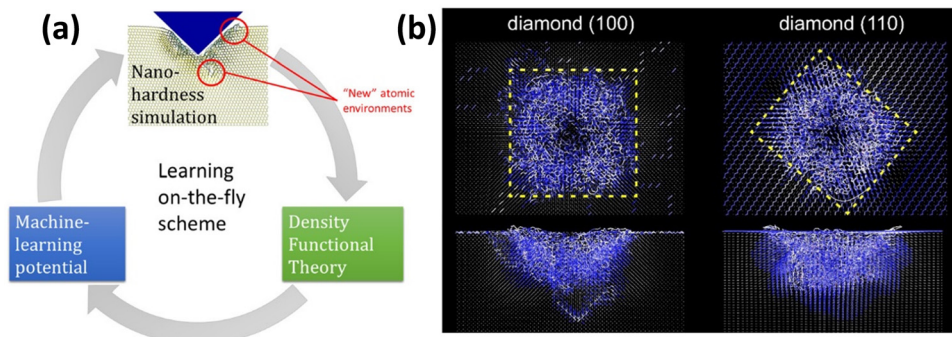 (a)
Nano-
hardness
simulation
"New" atomic
environments
Learning
on-the-fly
scheme
Machine-
learning
potential
Density
Functional
Theory
(b)
diamond (100)
diamond (110)